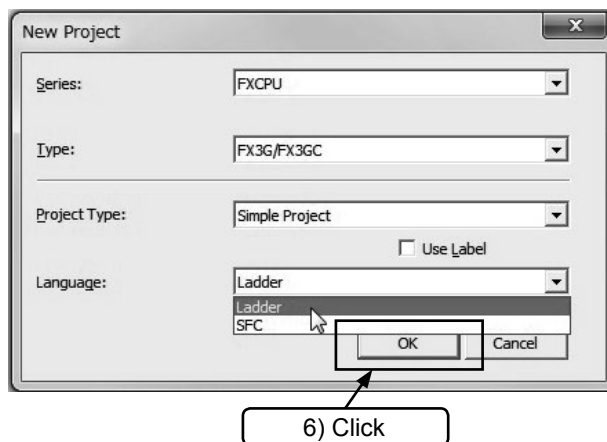 New Project
Series: FXCPU
Type: FX3G/FX3GC
Project Type: Simple Project
Use Label
Language: Ladder
Ladder
SFC
OK Cancel
6) Click